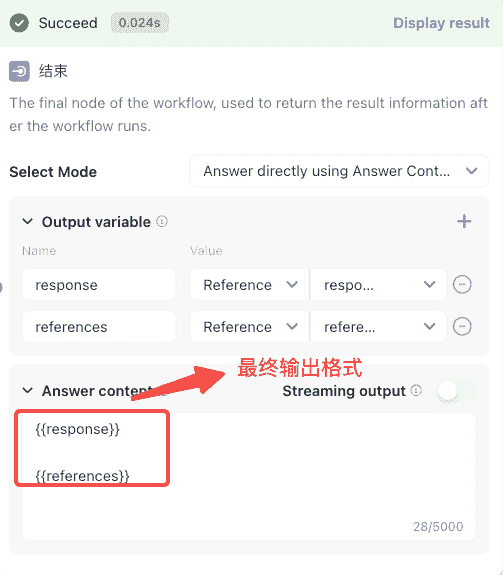 Succeed 0.024s Display result
结束
The final node of the workflow, used to return the result information aft
er the workflow runs.
Select Mode Answer directly using Answer Cont...
Output variable
Name Value
response Reference respo...
references Reference refere...
最终输出格式
Answer content Streaming output
{{response}}
{{references}}
28/5000